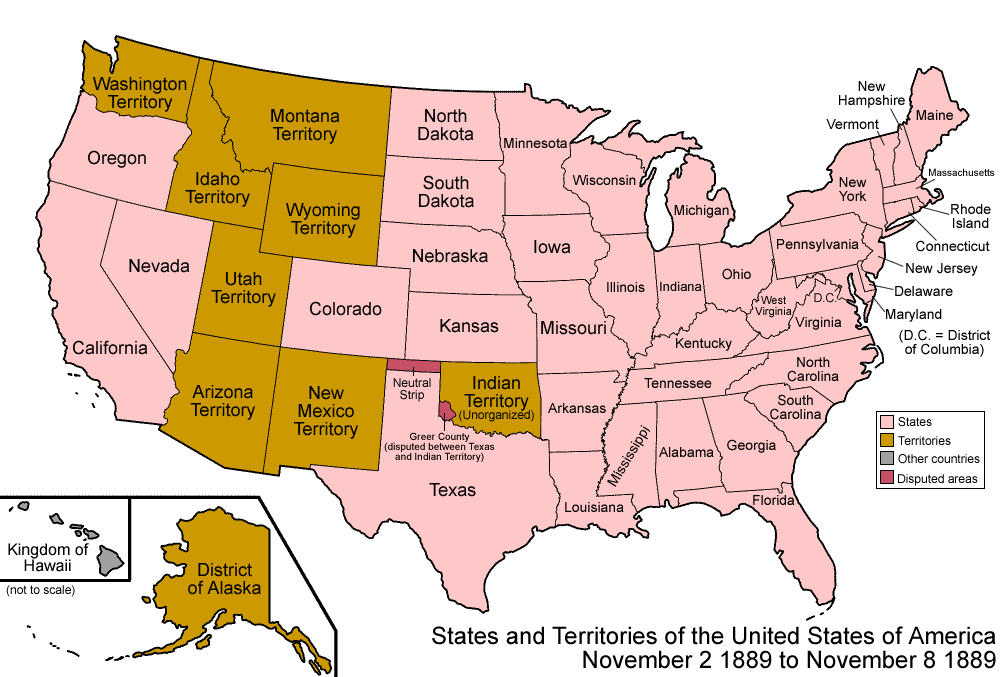 Washington
Territory
Montana
Territory
North
Dakota
Minnesota
New
Hampshire
Vermont
Maine
Oregon
Idaho
Territory
Wyoming
Territory
South
Dakota
Wisconsin
Michigan
New
York
Massachusetts
Rhode
Island
Connecticut
Nevada
Utah
Territory
Nebraska
Iowa
Illinois
Indiana
Ohio
Pennsylvania
New Jersey
Delaware
Maryland
(D.C. = District
of Columbia)
California
Colorado
Kansas
Missouri
Kentucky
West
Virginia
D.C.
Virginia
Arizona
Territory
New
Mexico
Territory
Neutral
Strip
Indian
Territory
(Unorganized)
Greer County
(disputed between Texas
and Indian Territory)
Arkansas
Tennessee
North
Carolina
South
Carolina
Texas
Louisiana
Mississippi
Alabama
Georgia
Florida
States
Territories
Other countries
Disputed areas
Kingdom of
Hawaii
(not to scale)
District
of Alaska
States and Territories of the United States of America
November 2 1889 to November 8 1889